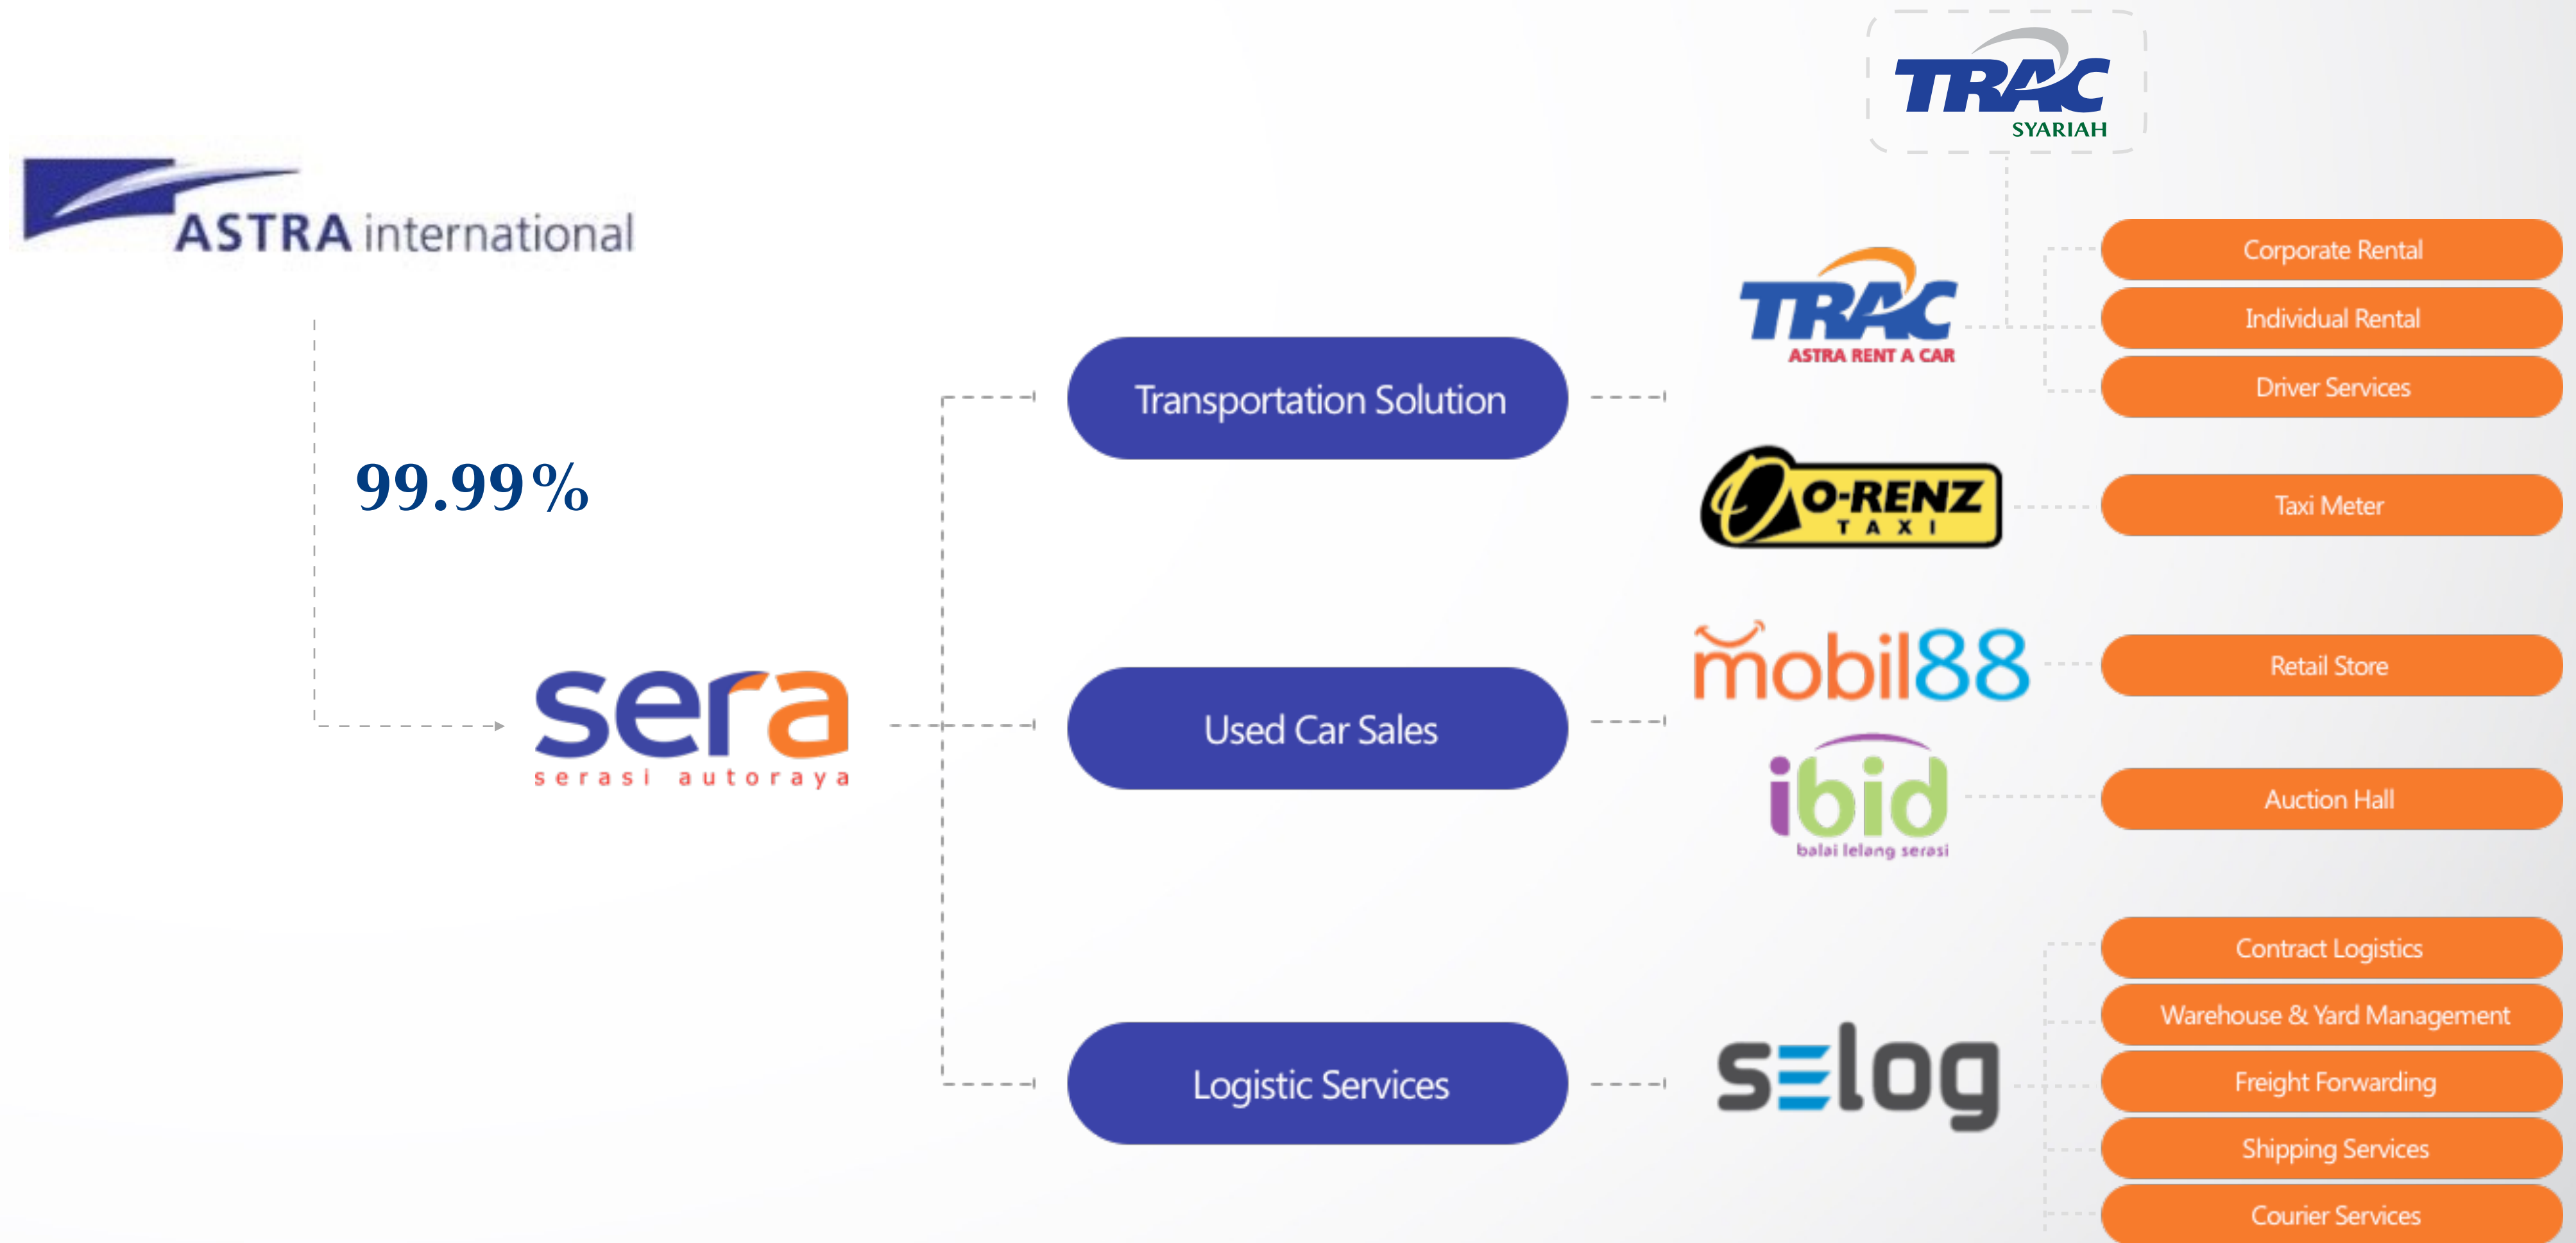 TRAC
SYARIAH
ASTRA international
99.99%
sera
serasi autoraya
Transportation Solution
TRAC
ASTRA RENT A CAR
Corporate Rental
Individual Rental
Driver Services
O-RENZ
TAXI
Taxi Meter
Used Car Sales
mobil88
Retail Store
ibid
balai lelang serasi
Auction Hall
Logistic Services
selog
Contract Logistics
Warehouse & Yard Management
Freight Forwarding
Shipping Services
Courier Services